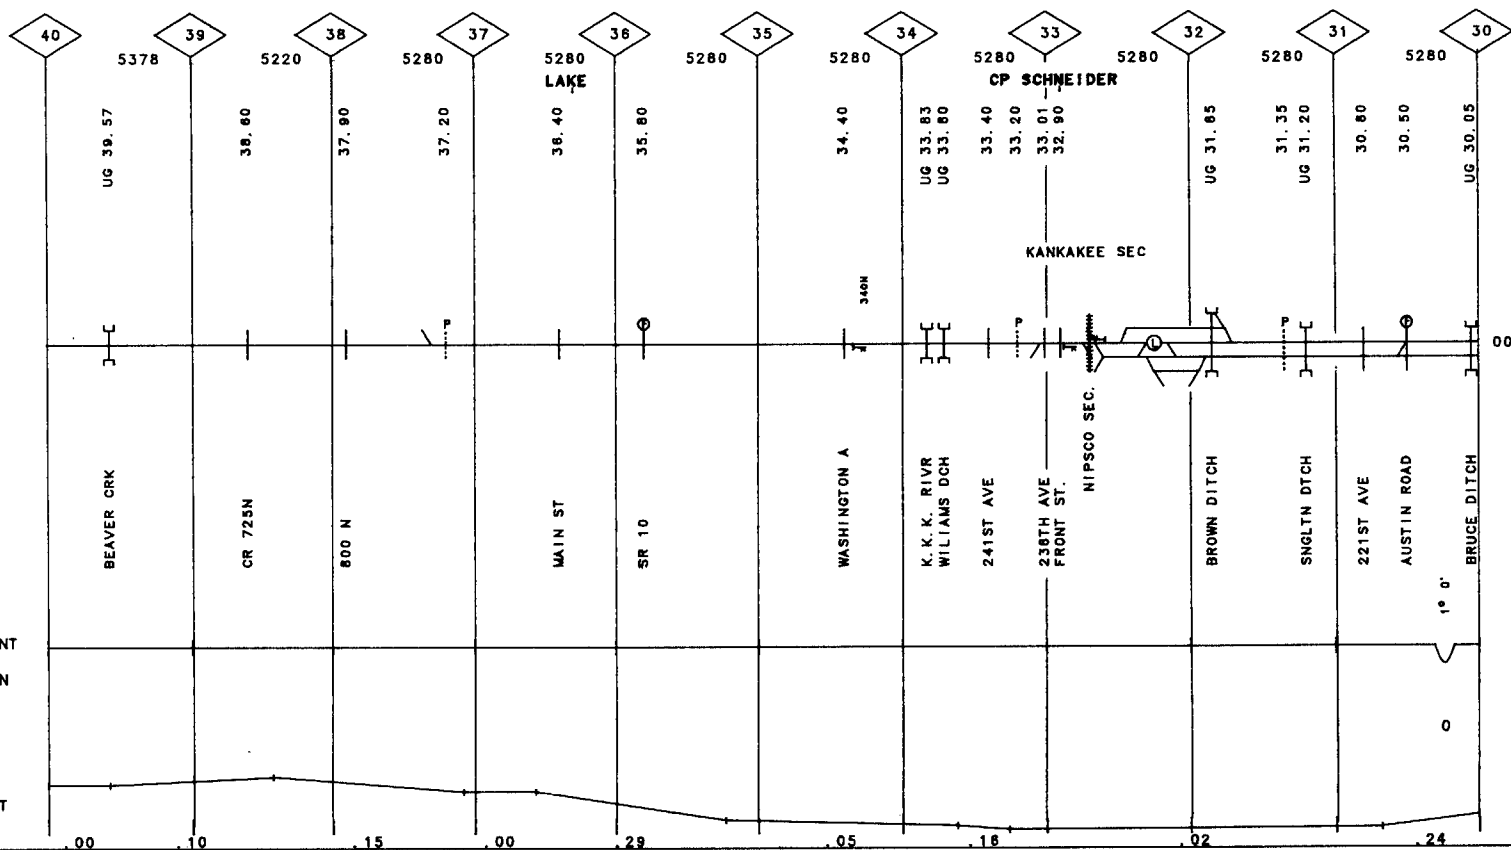 40 39 38 37 36 35 34 33 32 31 30
5378 5220 5280 5280 5280 5280 5280 5280 5280 5280
LAKE CP SCHNEIDER
UG 39.57
38.60
37.90
37.20
36.40
35.80
34.40
UG 33.83
UG 33.80
33.40
33.20
33.01
32.90
UG 31.85
31.35
UG 31.20
30.80
30.50
UG 30.05
KANKAKEE SEC
340N
P
P
P
L
00
NIPSCO SEC.
BEAVER CRK
CR 725N
800 N
MAIN ST
SR 10
WASHINGTON A
K.K.K. RIVR
WILIAMS DCH
241ST AVE
238TH AVE
FRONT ST.
BROWN DITCH
SNGLTN DTCH
221ST AVE
AUSTIN ROAD
BRUCE DITCH
1° 0'
NT
N
0
T
.00 .10 .15 .00 .29 .05 .16 .02 .24